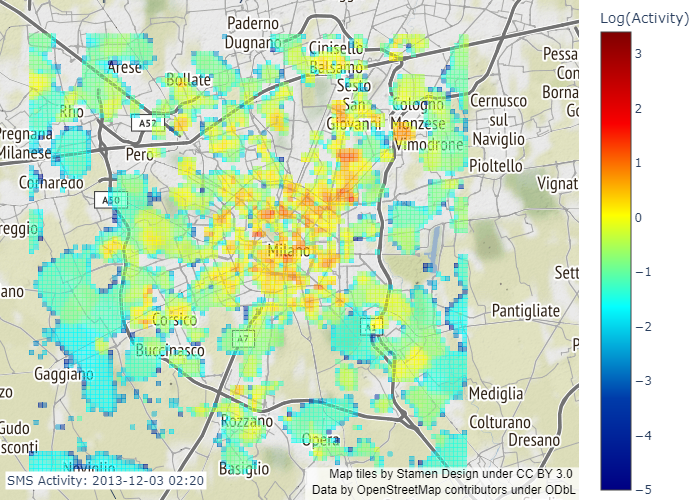 Log(Activity)
Paderno
Dugnano
Cinisello
Balsamo
Pessa
Arese
Bollate
Sesto
San
Giovanni
Cologno
Monzese
Cernusco
sul
Naviglio
Rho
A52
Vimodrone
Pregnana
Milanese
Pero
Pioltello
Cornaredo
A50
Vignat
reggio
Milano
Sett
ano
Pantigliate
Corsico
A1
A7
Buccinasco
P
Gaggiano
zo
Mediglia
Rozzano
Colturano
Gudo
sconti
Opera
Dresano
Noviglio
Basiglio
SMS Activity: 2013-12-03 02:20
Map tiles by Stamen Design under CC BY 3.0
Data by OpenStreetMap contributors under ODbL
3
2
1
0
−1
−2
−3
−4
−5